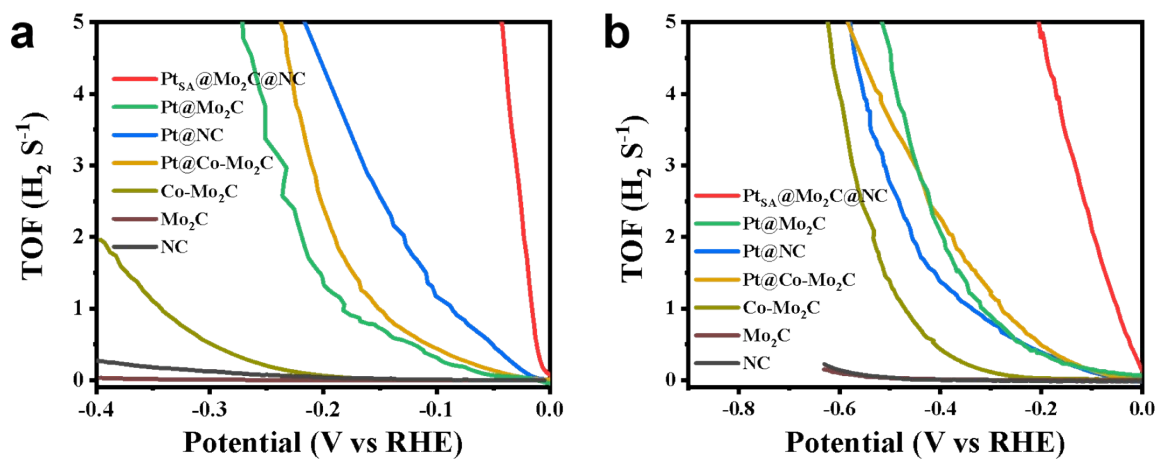 a
TOF (H₂ S⁻¹)
5
4
3
2
1
0
Pt_SA@Mo₂C@NC
Pt@Mo₂C
Pt@NC
Pt@Co-Mo₂C
Co-Mo₂C
Mo₂C
NC
-0.4
-0.3
-0.2
-0.1
0.0
Potential (V vs RHE)
b
TOF (H₂ S⁻¹)
5
4
3
2
1
0
Pt_SA@Mo₂C@NC
Pt@Mo₂C
Pt@NC
Pt@Co-Mo₂C
Co-Mo₂C
Mo₂C
NC
-0.8
-0.6
-0.4
-0.2
0.0
Potential (V vs RHE)